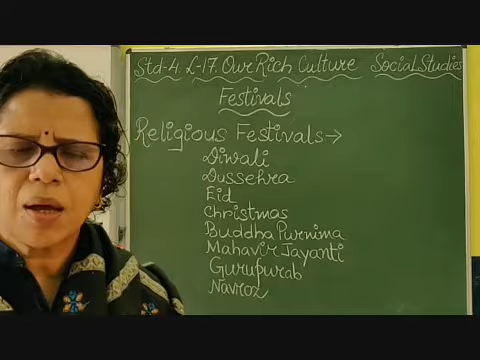 Std-4. L-17. Our Rich Culture Social Studies
Festivals
Religious Festivals→
Diwali
Dussehra
Eid
Christmas
Buddha Purnima
Mahavir Jayanti
Gurupurab
Navroz